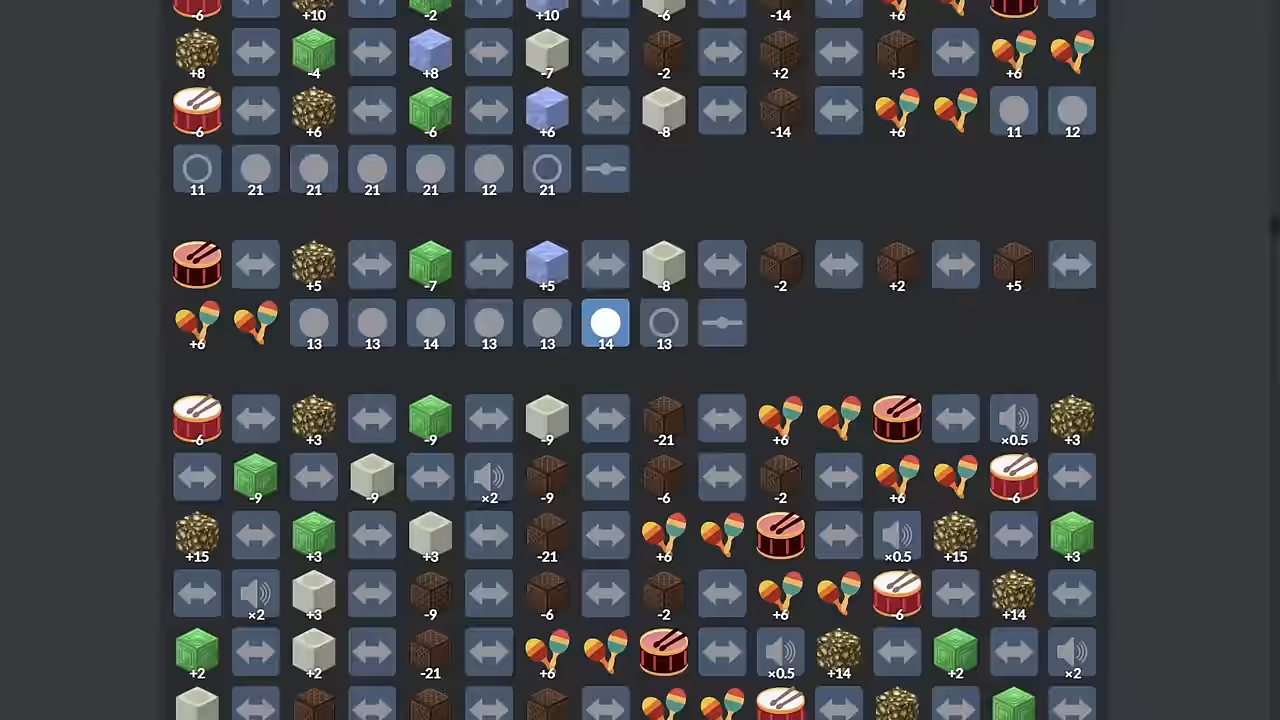 -6 +10 -2 +10 -6 -14 +6
+8 -4 +8 -7 -2 +2 +5 +6
-6 +6 -6 +6 -8 -14 +6 11 12
11 21 21 21 21 12 21
+5 -7 +5 -8 -2 +2 +5
+6 13 13 14 13 13 14 13
-6 +3 -9 -9 -21 +6 ×0.5 +3
-9 -9 ×2 -9 -6 -2 +6 -6
+15 +3 +3 -21 +6 ×0.5 +15 +3
×2 +3 -9 -6 -2 +6 -6 +14
+2 +2 -21 +6 ×0.5 +14 +2 ×2